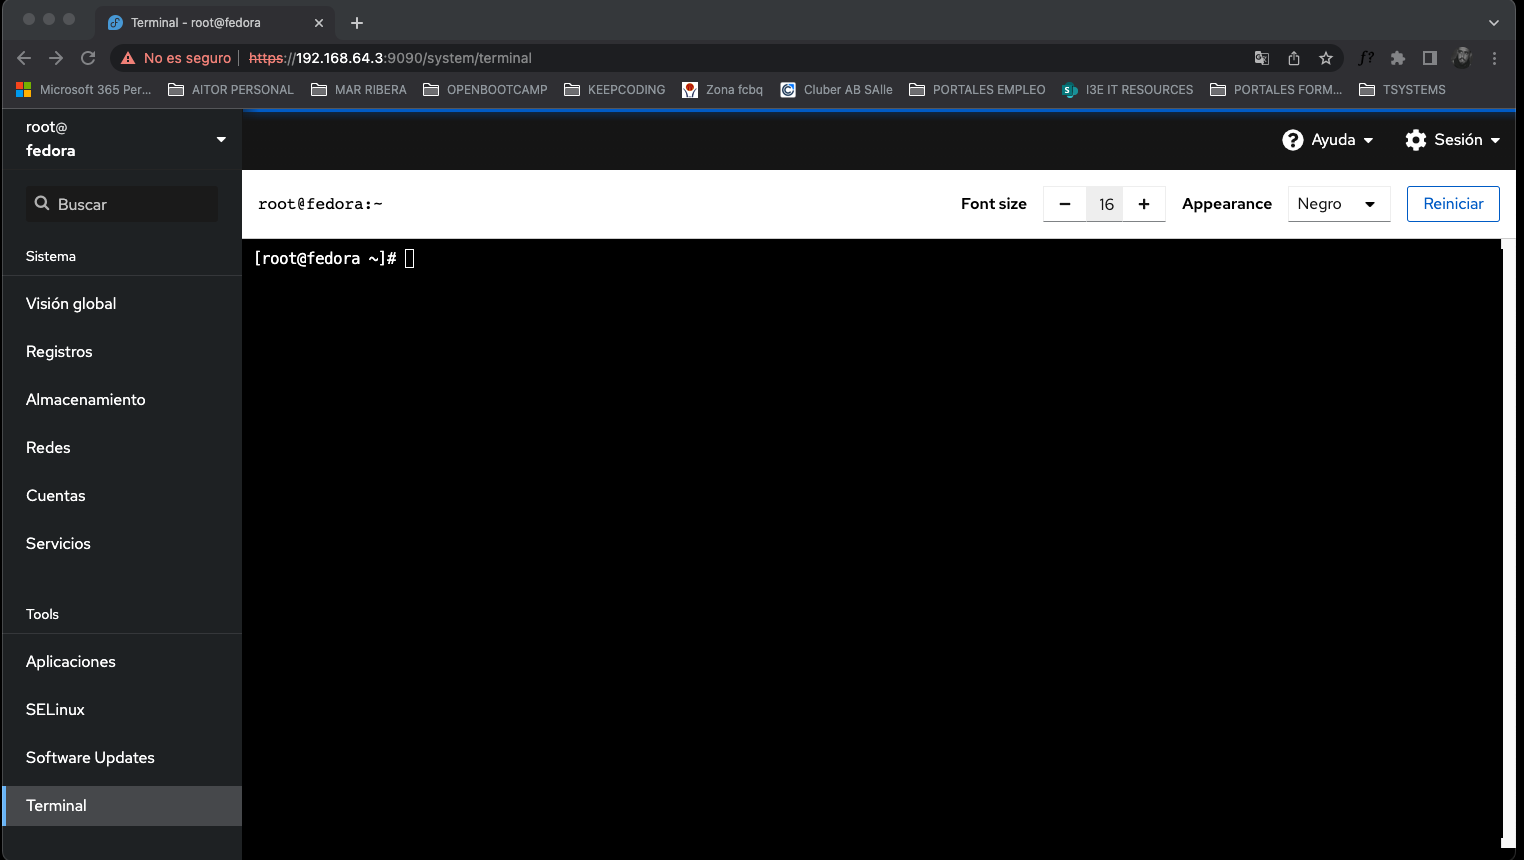 Terminal - root@fedora
No es seguro | https://192.168.64.3:9090/system/terminal
f?
Microsoft 365 Per... AITOR PERSONAL MAR RIBERA OPENBOOTCAMP KEEPCODING Zona fcbq Cluber AB SAlle PORTALES EMPLEO I3E IT RESOURCES PORTALES FORM... TSYSTEMS
root@
fedora
Ayuda Sesión
Buscar
root@fedora:~ Font size 16 Appearance Negro Reiniciar
[root@fedora ~]#
Sistema
Visión global
Registros
Almacenamiento
Redes
Cuentas
Servicios
Tools
Aplicaciones
SELinux
Software Updates
Terminal